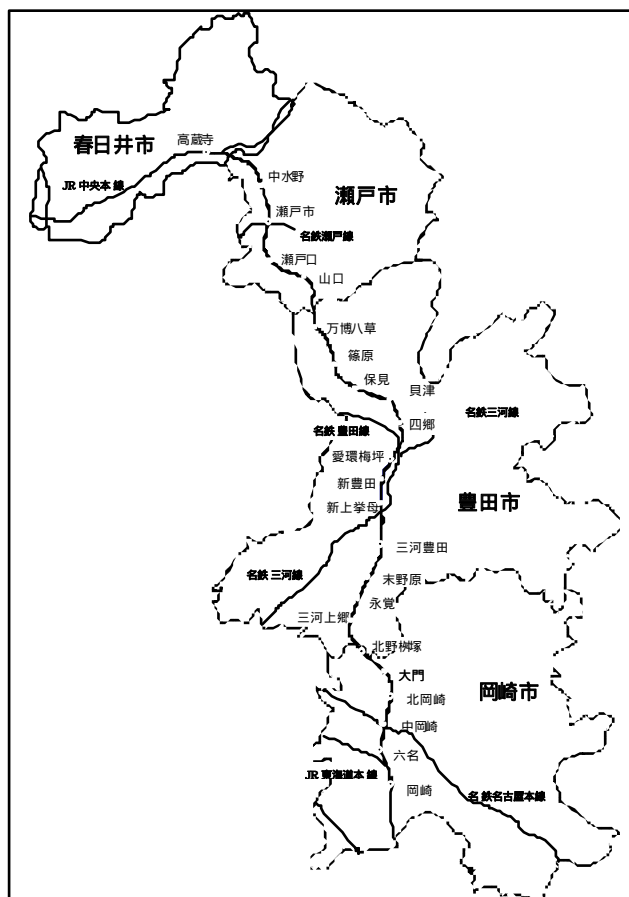 高蔵寺
春日井市
中水野
JR 中央本 線
瀬戸市
瀬戸市
名鉄瀬戸線
瀬戸口
山口
万博八草
篠原
保見
貝津
名鉄三河線
四郷
名鉄 豊田線
愛環梅坪
新豊田
豊田市
新上挙母
三河豊田
名鉄 三河線
末野原
永覚
三河上郷
北野桝塚
大門
岡崎市
北岡崎
中岡崎
六名
JR 東海道本 線
岡崎
名 鉄名古屋本線